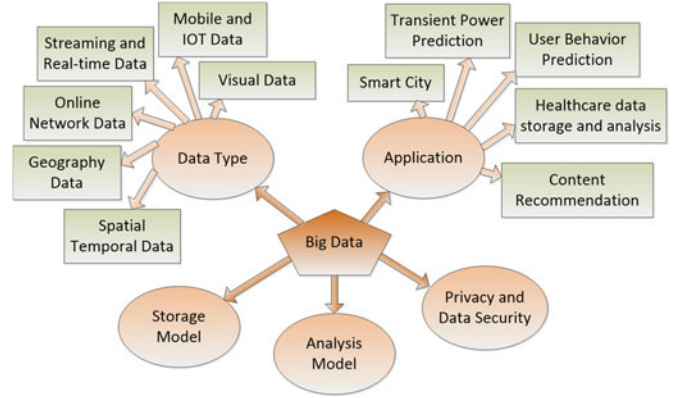 Mobile and
IOT Data
Streaming and
Real-time Data
Visual Data
Online
Network Data
Geography
Data
Spatial
Temporal Data
Data Type
Transient Power
Prediction
User Behavior
Prediction
Smart City
Healthcare data
storage and analysis
Content
Recommendation
Application
Big Data
Storage
Model
Analysis
Model
Privacy and
Data Security